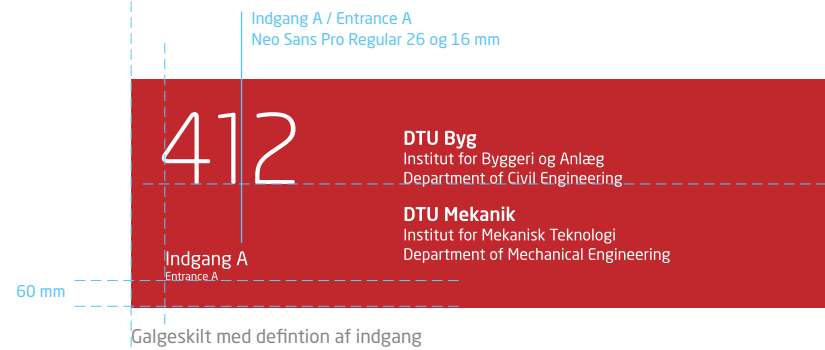 Indgang A / Entrance A
Neo Sans Pro Regular 26 og 16 mm
412
DTU Byg
Institut for Byggeri og Anlæg
Department of Civil Engineering
DTU Mekanik
Institut for Mekanisk Teknologi
Department of Mechanical Engineering
Indgang A
Entrance A
60 mm
Galgeskilt med defintion af indgang